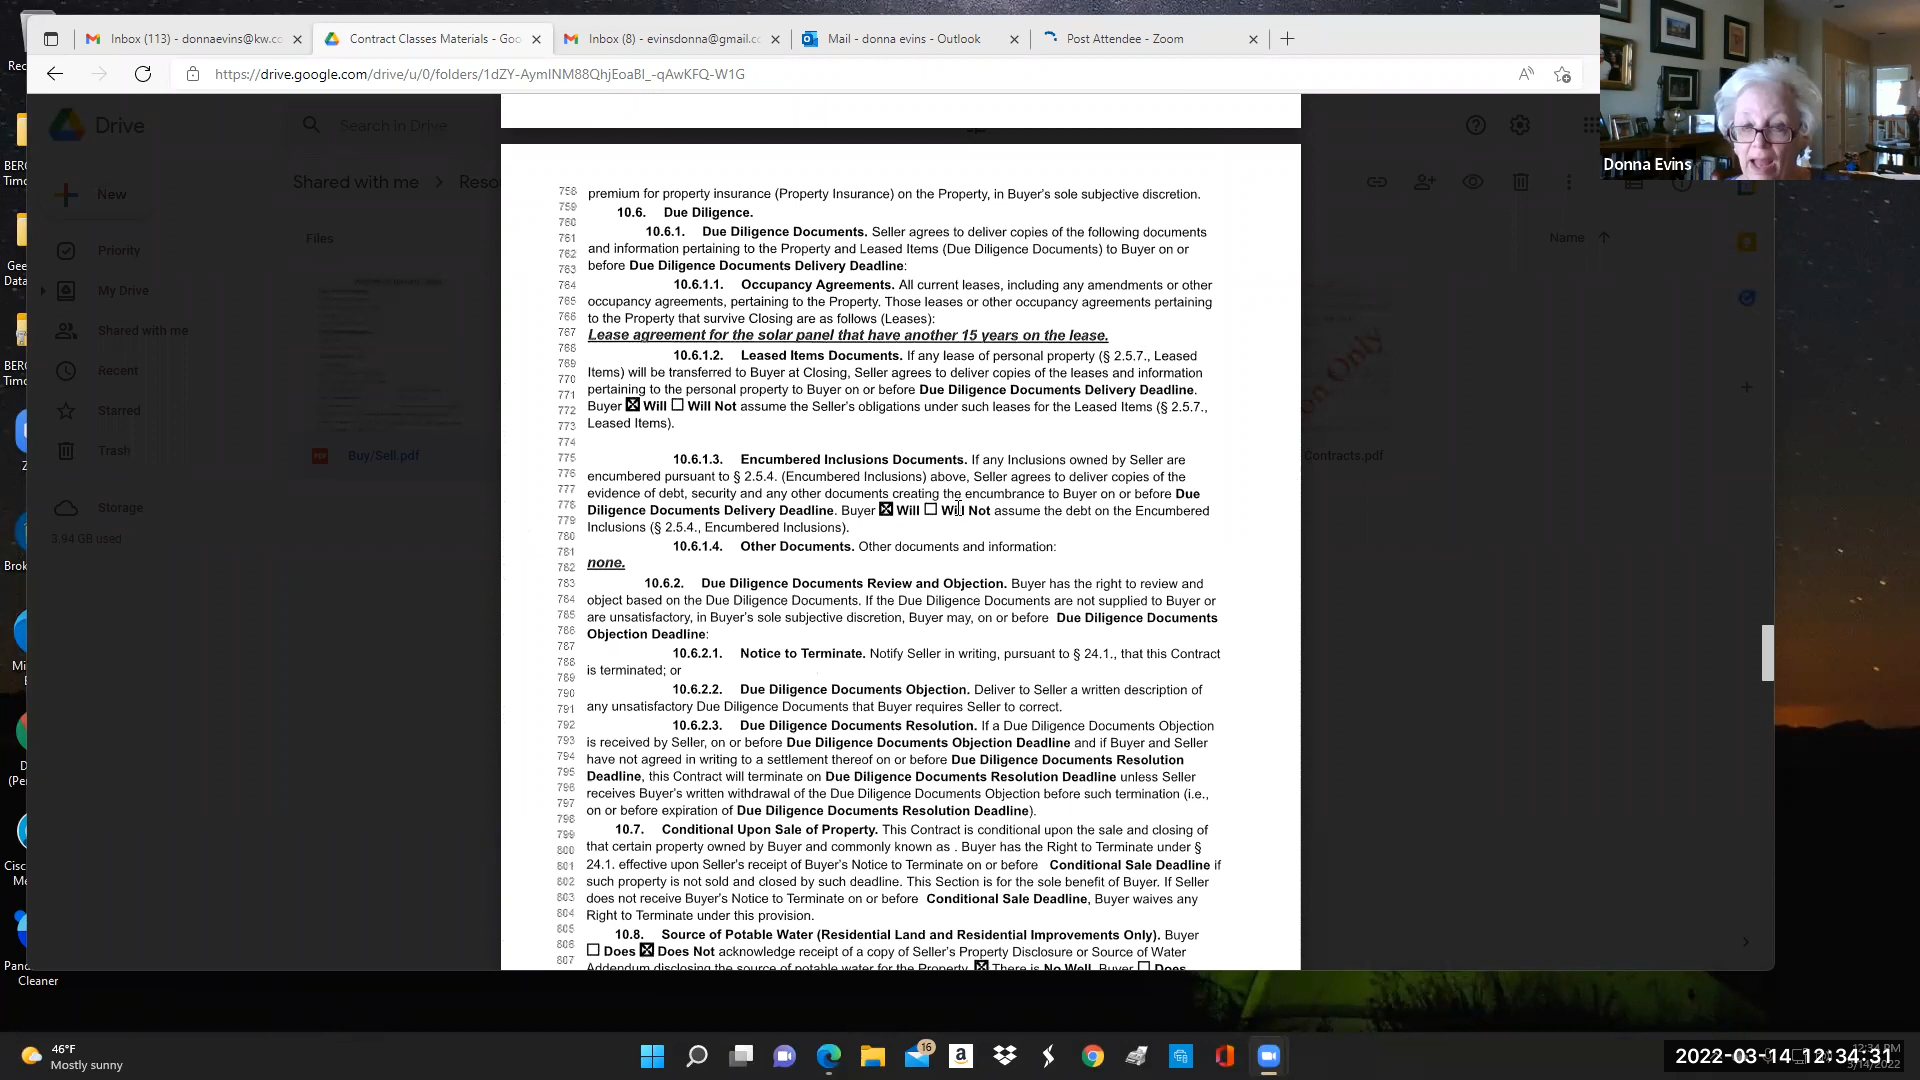 Inbox (113) - donnaevins@kw.co
Contract Classes Materials - Goo
Inbox (8) - evinsdonna@gmail.c
Mail - donna evins - Outlook
Post Attendee - Zoom
https://drive.google.com/drive/u/0/folders/1dZY-AymINM88QhjEoaBI_-qAwKFQ-W1G
Donna Evins
Drive
Search in Drive
New
Shared with me
Files
Name
Priority
My Drive
Shared with me
Recent
Starred
Trash
Storage
3.94 GB used
Buy/Sell.pdf
Contracts.pdf
758 premium for property insurance (Property Insurance) on the Property, in Buyer's sole subjective discretion.
759 10.6. Due Diligence.
760
761 10.6.1. Due Diligence Documents. Seller agrees to deliver copies of the following documents
762 and information pertaining to the Property and Leased Items (Due Diligence Documents) to Buyer on or
763 before Due Diligence Documents Delivery Deadline:
764 10.6.1.1. Occupancy Agreements. All current leases, including any amendments or other
765 occupancy agreements, pertaining to the Property. Those leases or other occupancy agreements pertaining
766 to the Property that survive Closing are as follows (Leases):
767 Lease agreement for the solar panel that have another 15 years on the lease.
768 10.6.1.2. Leased Items Documents. If any lease of personal property (§ 2.5.7., Leased
769 Items) will be transferred to Buyer at Closing, Seller agrees to deliver copies of the leases and information
770
771 pertaining to the personal property to Buyer on or before Due Diligence Documents Delivery Deadline.
772 Buyer Will Will Not assume the Seller's obligations under such leases for the Leased Items (§ 2.5.7.,
773 Leased Items).
774
775 10.6.1.3. Encumbered Inclusions Documents. If any Inclusions owned by Seller are
776 encumbered pursuant to § 2.5.4. (Encumbered Inclusions) above, Seller agrees to deliver copies of the
777 evidence of debt, security and any other documents creating the encumbrance to Buyer on or before Due
778 Diligence Documents Delivery Deadline. Buyer Will Will Not assume the debt on the Encumbered
779
780 Inclusions (§ 2.5.4., Encumbered Inclusions).
781 10.6.1.4. Other Documents. Other documents and information:
782 none.
783 10.6.2. Due Diligence Documents Review and Objection. Buyer has the right to review and
784 object based on the Due Diligence Documents. If the Due Diligence Documents are not supplied to Buyer or
785 are unsatisfactory, in Buyer's sole subjective discretion, Buyer may, on or before Due Diligence Documents
786 Objection Deadline:
787 10.6.2.1. Notice to Terminate. Notify Seller in writing, pursuant to § 24.1., that this Contract
788
789 is terminated; or
790 10.6.2.2. Due Diligence Documents Objection. Deliver to Seller a written description of
791 any unsatisfactory Due Diligence Documents that Buyer requires Seller to correct.
792 10.6.2.3. Due Diligence Documents Resolution. If a Due Diligence Documents Objection
793 is received by Seller, on or before Due Diligence Documents Objection Deadline and if Buyer and Seller
794 have not agreed in writing to a settlement thereof on or before Due Diligence Documents Resolution
795 Deadline, this Contract will terminate on Due Diligence Documents Resolution Deadline unless Seller
796 receives Buyer's written withdrawal of the Due Diligence Documents Objection before such termination (i.e.,
797
798 on or before expiration of Due Diligence Documents Resolution Deadline).
799 10.7. Conditional Upon Sale of Property. This Contract is conditional upon the sale and closing of
800 that certain property owned by Buyer and commonly known as . Buyer has the Right to Terminate under §
801 24.1. effective upon Seller's receipt of Buyer's Notice to Terminate on or before Conditional Sale Deadline if
802 such property is not sold and closed by such deadline. This Section is for the sole benefit of Buyer. If Seller
803 does not receive Buyer's Notice to Terminate on or before Conditional Sale Deadline, Buyer waives any
804 Right to Terminate under this provision.
805 10.8. Source of Potable Water (Residential Land and Residential Improvements Only). Buyer
806 Does Does Not acknowledge receipt of a copy of Seller's Property Disclosure or Source of Water
807 Addendum disclosing the source of potable water for the Property. There is No Well. Buyer Does
Cleaner
46°F
Mostly sunny
16
2022-03-14 12:34:31